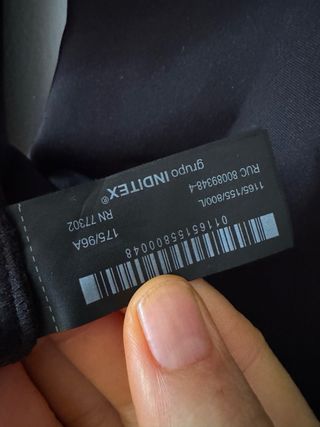 01165155800048
1165/155/800/L 175/96A
RUC 80089348-4 RN 77302
grupo INDITEX®